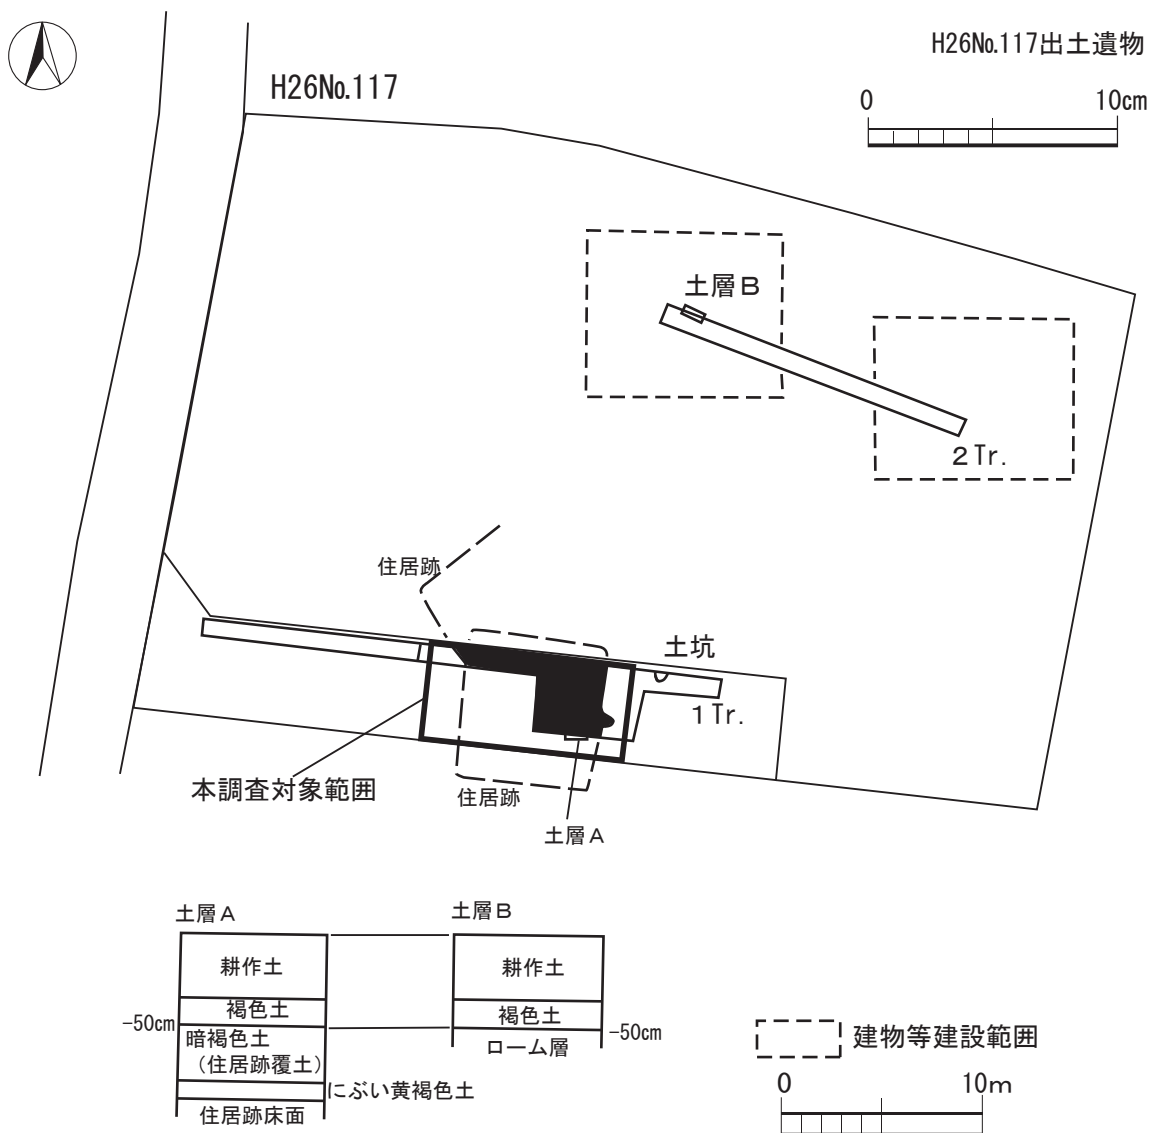 H26No.117出土遺物
0 10cm
H26No.117
土層B
2Tr.
住居跡
土坑
1Tr.
本調査対象範囲
住居跡
土層A
土層A
耕作土
褐色土
-50cm
暗褐色土
(住居跡覆土)
にぶい黄褐色土
住居跡床面
土層B
耕作土
褐色土
-50cm
ローム層
建物等建設範囲
0 10m